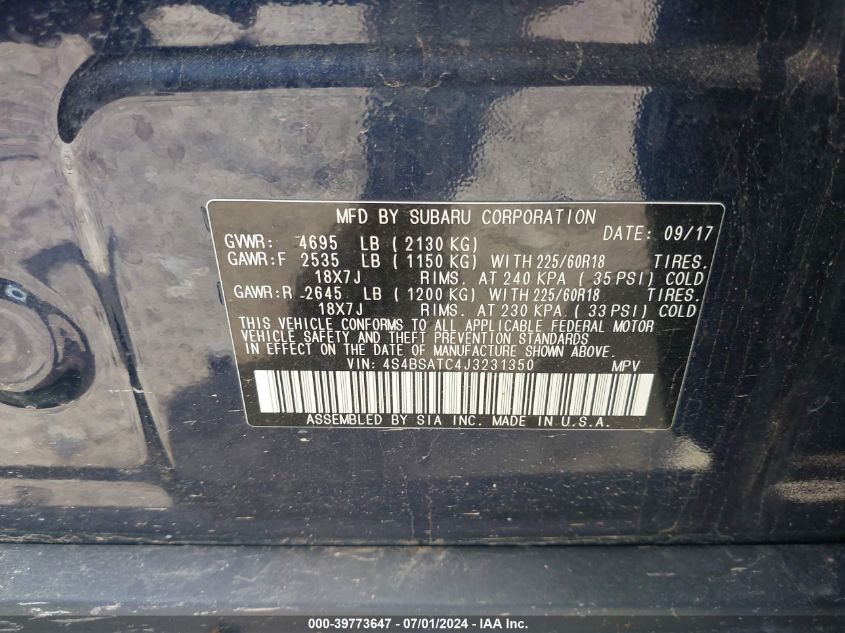 MFD BY SUBARU CORPORATION
DATE: 09/17
GVWR: 4695 LB ( 2130 KG)
GAWR:F 2535 LB ( 1150 KG) WITH 225/60R18 TIRES.
18X7J RIMS. AT 240 KPA ( 35 PSI) COLD
GAWR:R 2645 LB ( 1200 KG) WITH 225/60R18 TIRES.
18X7J RIMS. AT 230 KPA ( 33 PSI) COLD
THIS VEHICLE CONFORMS TO ALL APPLICABLE FEDERAL MOTOR
VEHICLE SAFETY AND THEFT PREVENTION STANDARDS
IN EFFECT ON THE DATE OF MANUFACTURE SHOWN ABOVE.
VIN: 4S4BSATC4J3231350 MPV
ASSEMBLED BY SIA INC. MADE IN U.S.A.
000-39773647 - 07/01/2024 - 4SIA Inc.